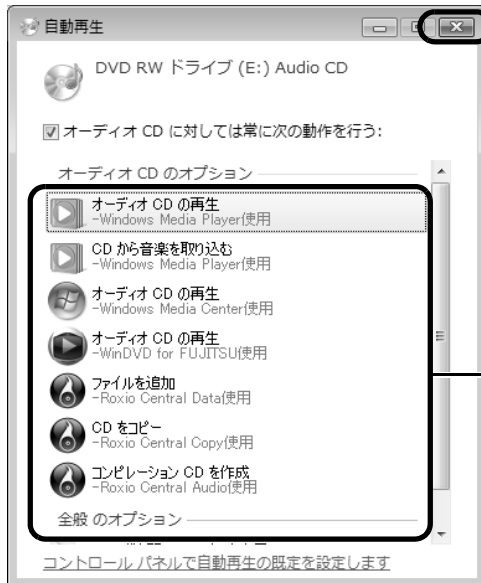 自動再生
DVD RW ドライブ (E:) Audio CD
オーディオ CD に対しては常に次の動作を行う:
オーディオ CD のオプション
オーディオ CD の再生
-Windows Media Player使用
CD から音楽を取り込む
-Windows Media Player使用
オーディオ CD の再生
-Windows Media Center使用
オーディオ CD の再生
-WinDVD for FUJITSU使用
ファイルを追加
-Roxio Central Data使用
CD をコピー
-Roxio Central Copy使用
コンピレーション CD を作成
-Roxio Central Audio使用
全般 のオプション
コントロール パネルで自動再生の既定を設定します